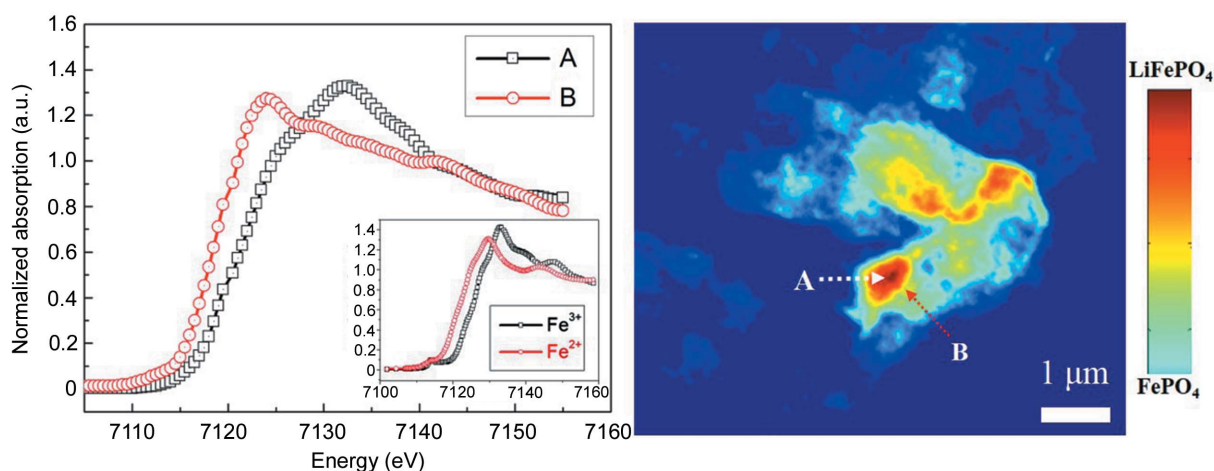 1.6
1.4
1.2
1.0
0.8
0.6
0.4
0.2
0
Normalized absorption (a.u.)
A
B
7110 7120 7130 7140 7150 7160
Energy (eV)
1.4
1.2
1.0
0.8
0.6
0.4
0.2
0
Fe³⁺
Fe²⁺
7100 7120 7140 7160
A
B
1 μm
LiFePO₄
FePO₄